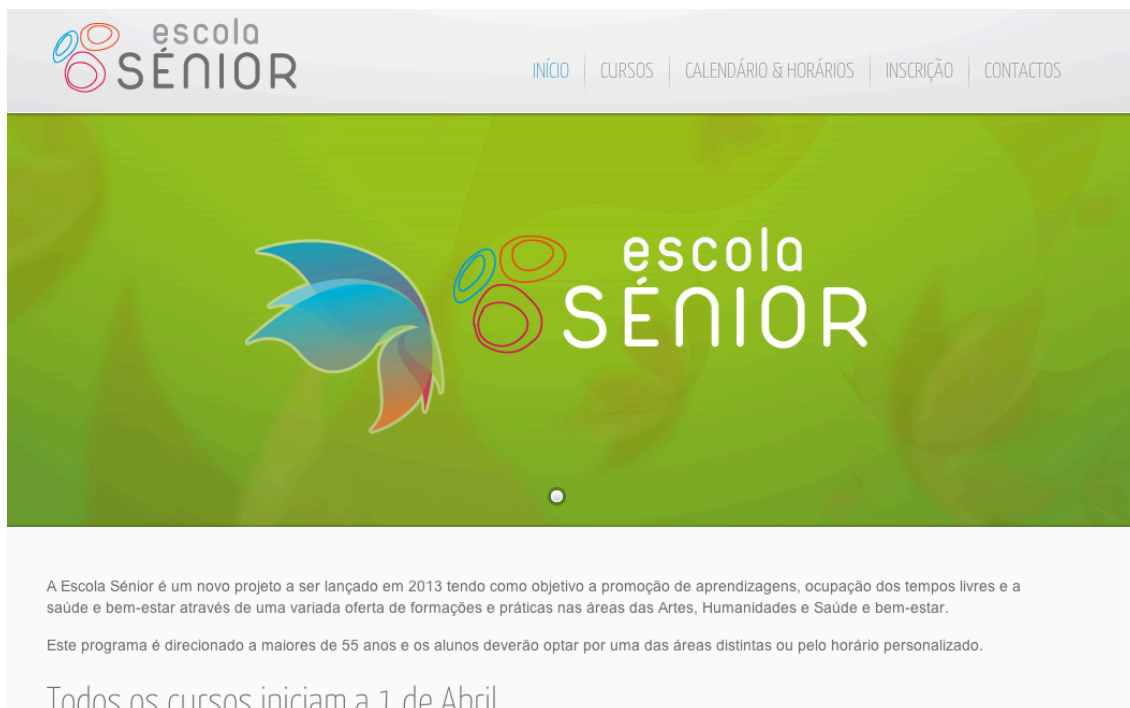 escola
SÉNIOR
INÍCIO CURSOS CALENDÁRIO & HORÁRIOS INSCRIÇÃO CONTACTOS
escola
SÉNIOR
A Escola Sénior é um novo projeto a ser lançado em 2013 tendo como objetivo a promoção de aprendizagens, ocupação dos tempos livres e a
saúde e bem-estar através de uma variada oferta de formações e práticas nas áreas das Artes, Humanidades e Saúde e bem-estar.
Este programa é direcionado a maiores de 55 anos e os alunos deverão optar por uma das áreas distintas ou pelo horário personalizado.
Todos os cursos iniciam a 1 de Abril